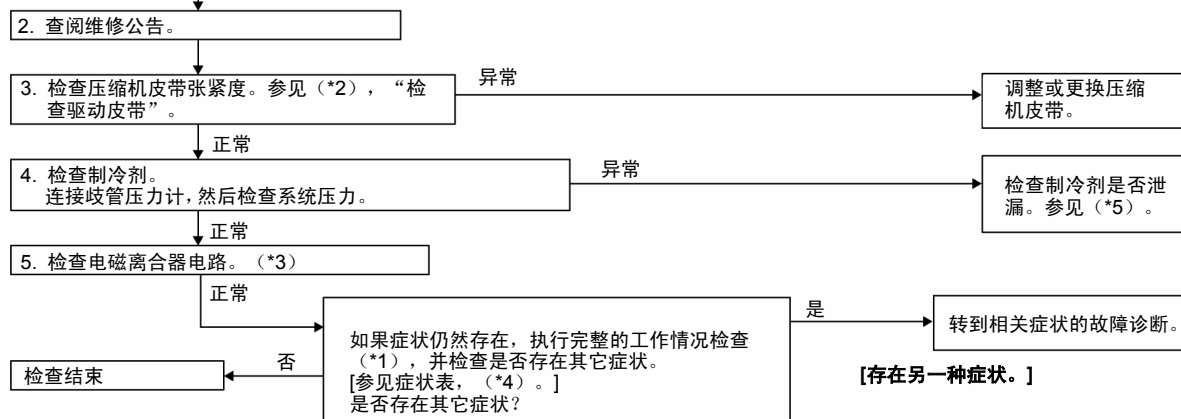 2. 查阅维修公告。
3. 检查压缩机皮带张紧度。参见（*2），“检
查驱动皮带”。
异常
调整或更换压缩
机皮带。
正常
4. 检查制冷剂。
连接歧管压力计，然后检查系统压力。
异常
检查制冷剂是否泄
漏。参见（*5）。
正常
5. 检查电磁离合器电路。（*3）
正常
如果症状仍然存在，执行完整的工作情况检查
（*1），并检查是否存在其它症状。
[参见症状表，（*4）。]
是否存在其它症状？
是
转到相关症状的故障诊断。
[存在另一种症状。]
否
检查结束